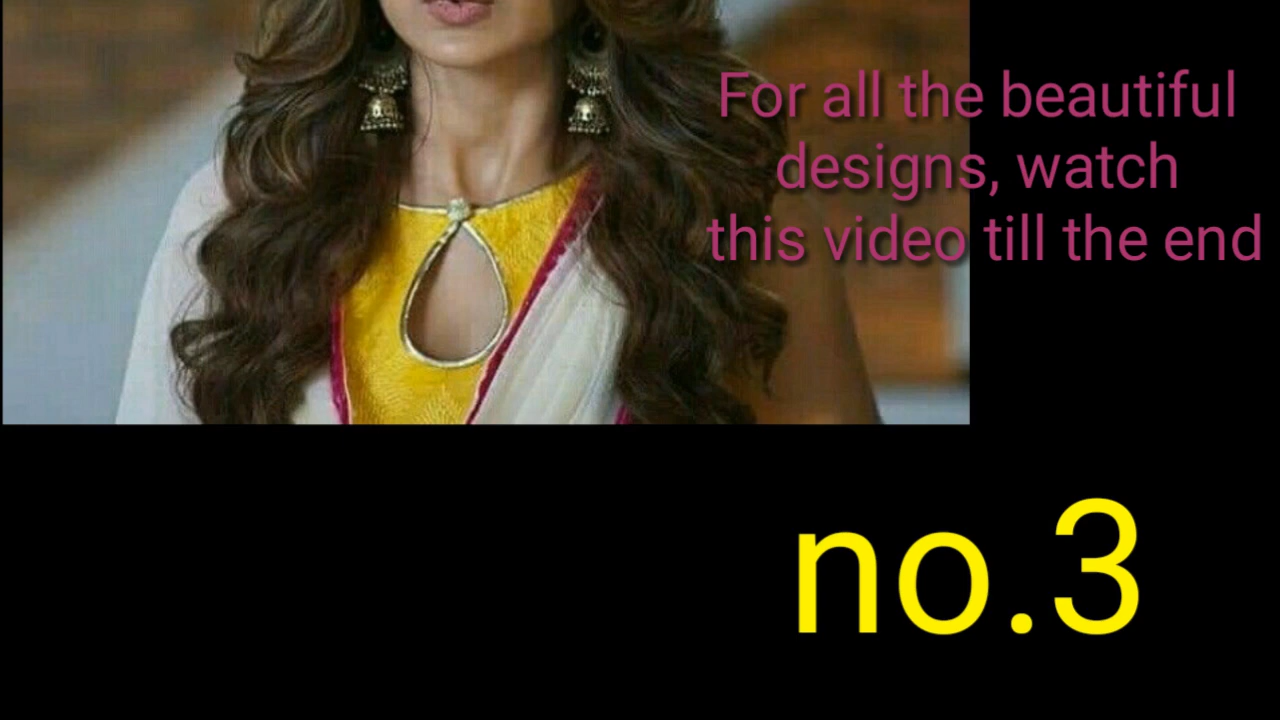 For all the beautiful
designs, watch
this video till the end
no.3